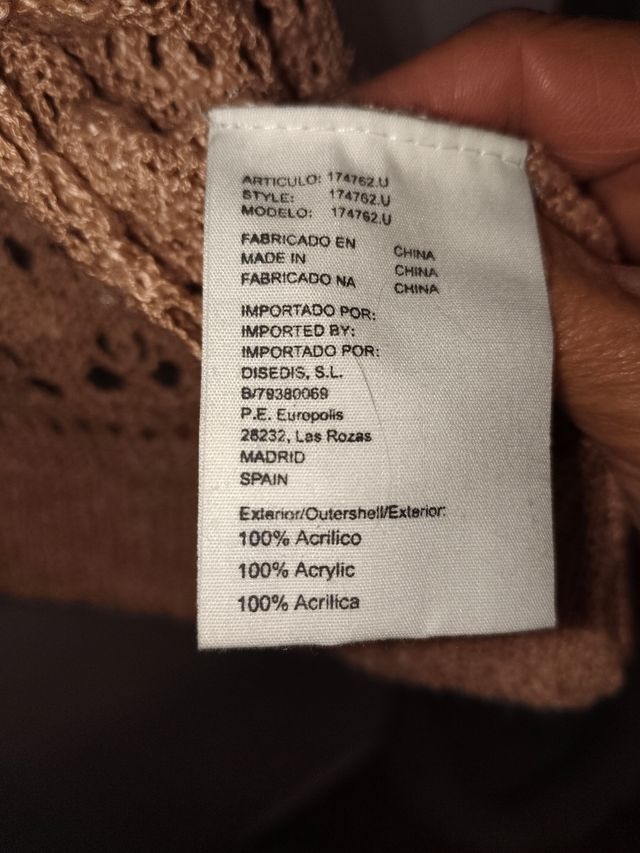 ARTICULO: 174762.U
STYLE: 174762.U
MODELO: 174762.U
FABRICADO EN CHINA
MADE IN CHINA
FABRICADO NA CHINA
IMPORTADO POR:
IMPORTED BY:
IMPORTADO POR:
DISEDIS, S.L.
B/79380069
P.E. Europolis
28232, Las Rozas
MADRID
SPAIN
Exterior/Outershell/Exterior:
100% Acrilico
100% Acrylic
100% Acrilica